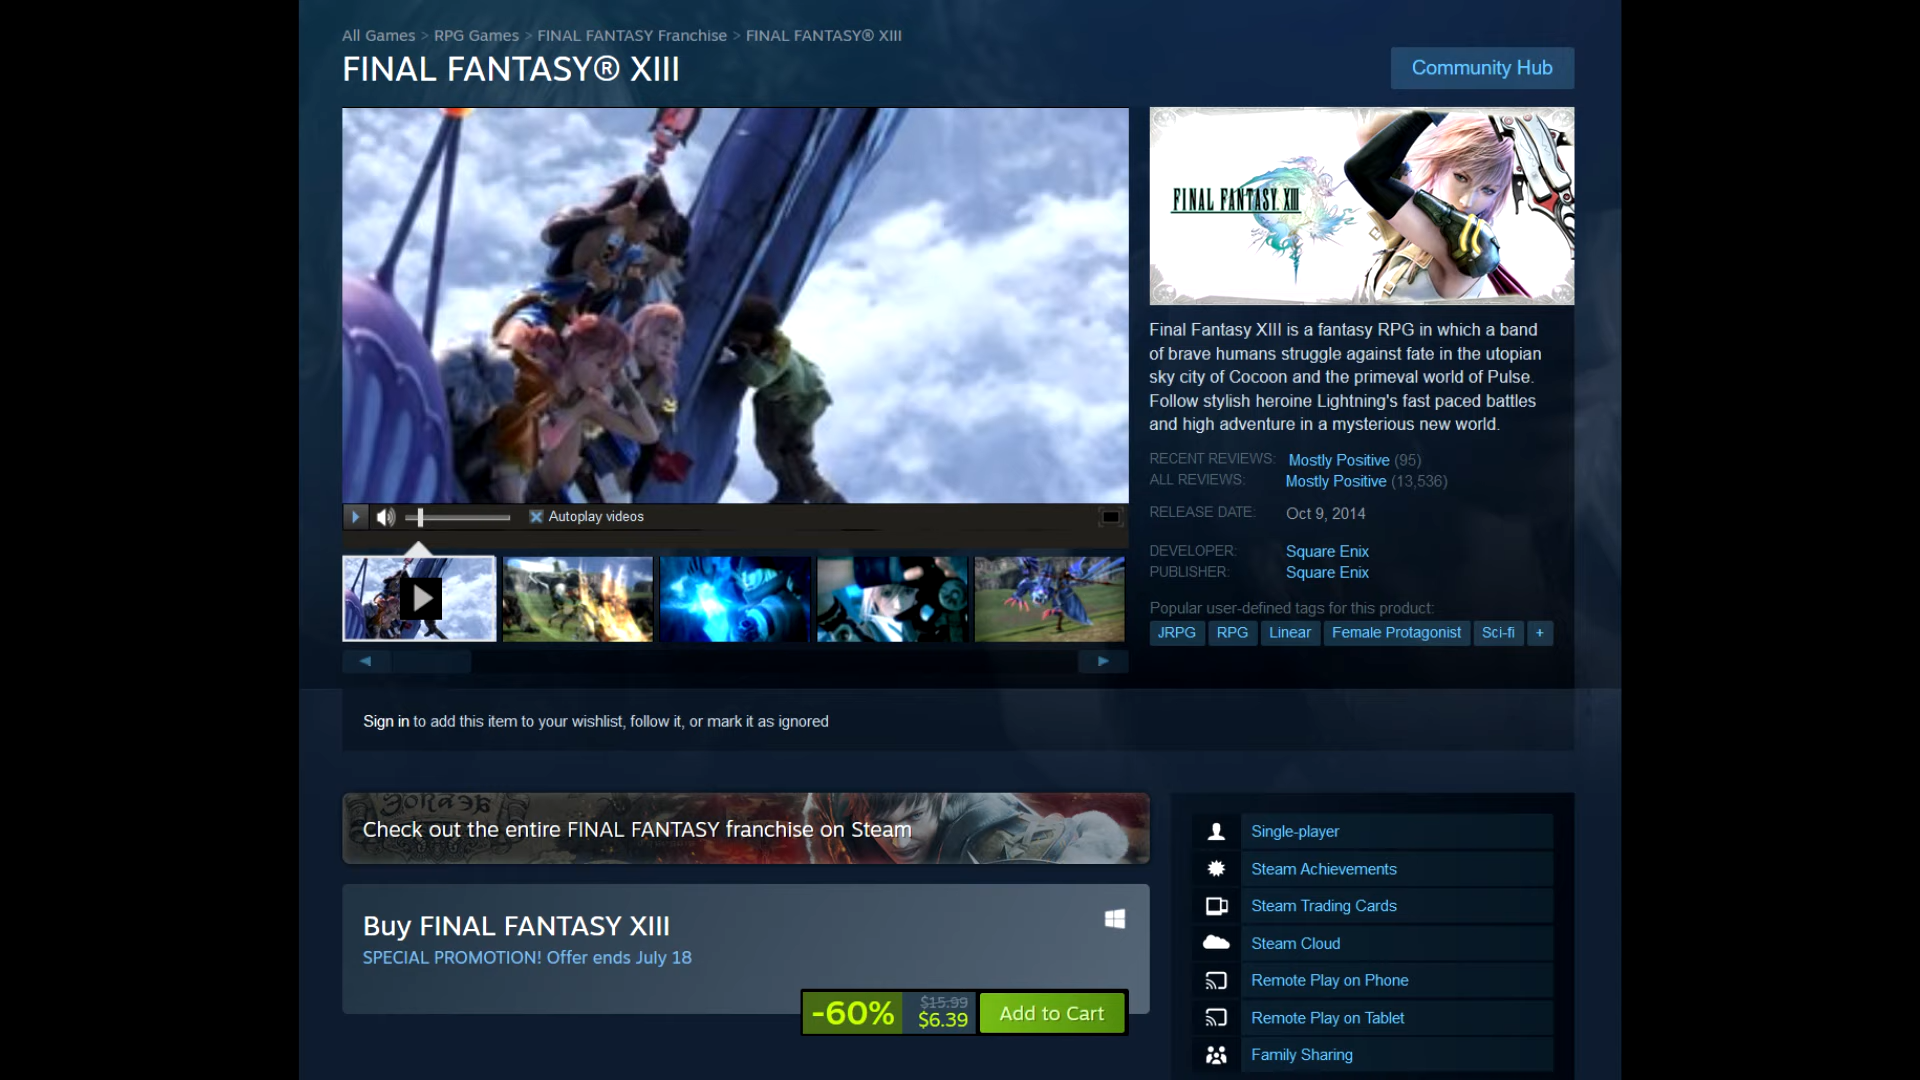 All Games > RPG Games > FINAL FANTASY Franchise > FINAL FANTASY® XIII
FINAL FANTASY® XIII
Community Hub
FINAL FANTASY XIII
Final Fantasy XIII is a fantasy RPG in which a band
of brave humans struggle against fate in the utopian
sky city of Cocoon and the primeval world of Pulse.
Follow stylish heroine Lightning's fast paced battles
and high adventure in a mysterious new world.
RECENT REVIEWS: Mostly Positive (95)
ALL REVIEWS: Mostly Positive (13,536)
RELEASE DATE: Oct 9, 2014
DEVELOPER: Square Enix
PUBLISHER: Square Enix
Popular user-defined tags for this product:
JRPG RPG Linear Female Protagonist Sci-fi +
Autoplay videos
Sign in to add this item to your wishlist, follow it, or mark it as ignored
Check out the entire FINAL FANTASY franchise on Steam
Buy FINAL FANTASY XIII
SPECIAL PROMOTION! Offer ends July 18
-60% $15.99 $6.39 Add to Cart
Single-player
Steam Achievements
Steam Trading Cards
Steam Cloud
Remote Play on Phone
Remote Play on Tablet
Family Sharing